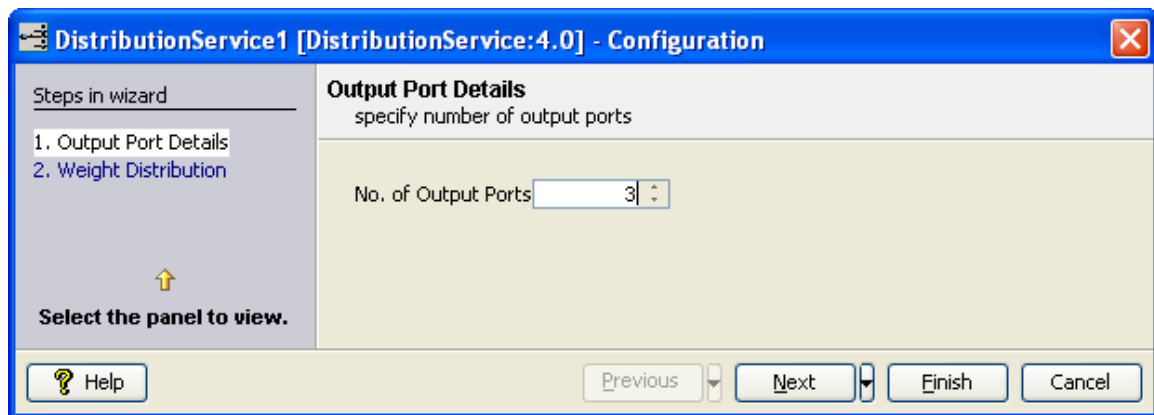 DistributionService1 [DistributionService:4.0] - Configuration
Steps in wizard
1. Output Port Details
2. Weight Distribution
Select the panel to view.
Output Port Details
specify number of output ports
No. of Output Ports 3
Help
Previous
Next
Finish
Cancel